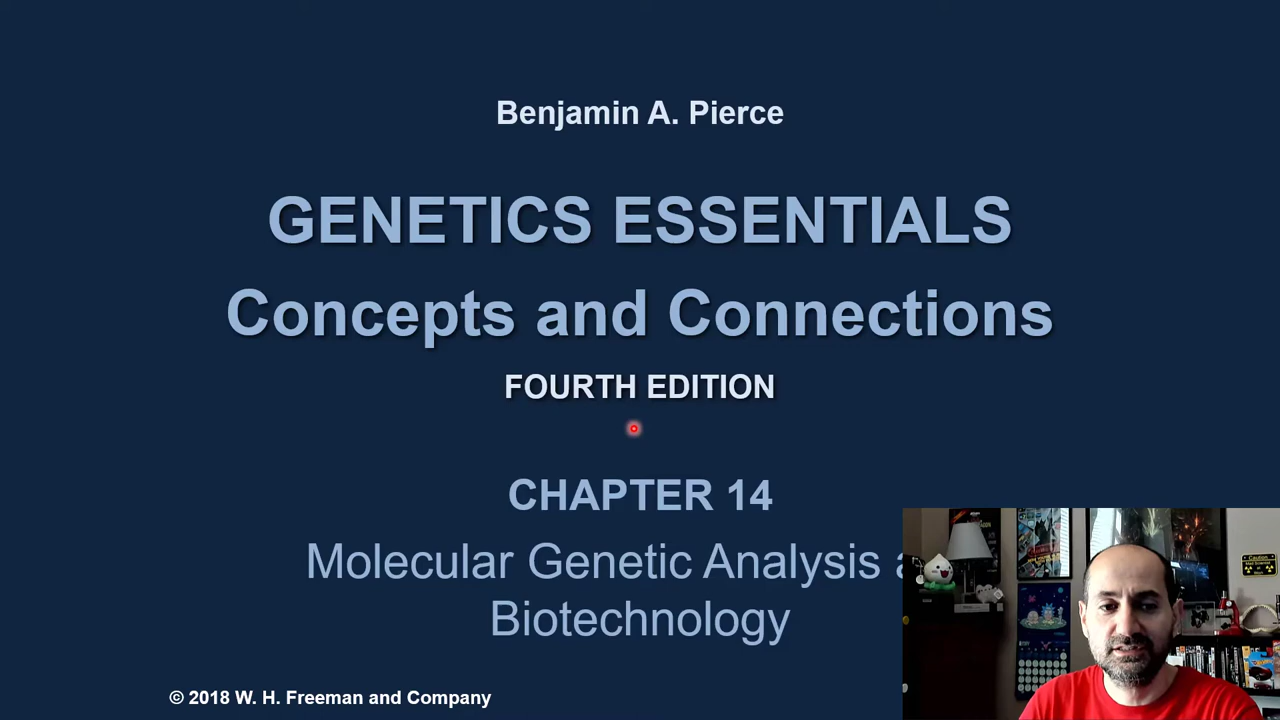 Benjamin A. Pierce
GENETICS ESSENTIALS
Concepts and Connections
FOURTH EDITION
CHAPTER 14
Molecular Genetic Analysis
Biotechnology
© 2018 W. H. Freeman and Company
Caution